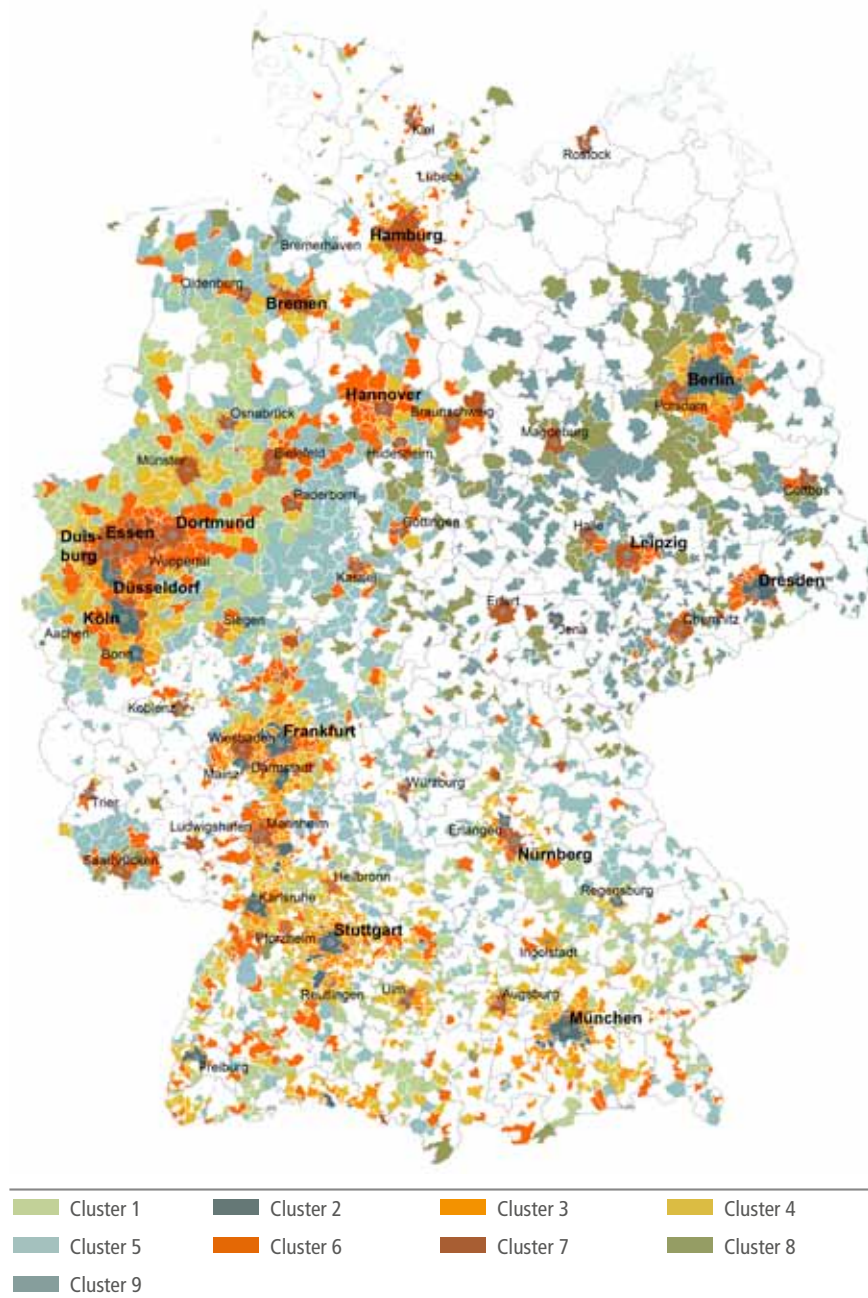 Kiel
Rostock
Lübeck
Hamburg
Bremerhaven
Oldenburg
Bremen
Berlin
Hannover
Potsdam
Osnabrück
Braunschweig
Münster
Bielefeld
Hildesheim
Magdeburg
Paderborn
Cottbus
Dortmund
Göttingen
Halle
Duis-
burg
Essen
Leipzig
Wuppertal
Kassel
Düsseldorf
Dresden
Erfurt
Köln
Siegen
Jena
Chemnitz
Aachen
Bonn
Koblenz
Wiesbaden
Frankfurt
Mainz
Darmstadt
Würzburg
Trier
Ludwigshafen
Mannheim
Erlangen
Saarbrücken
Nürnberg
Heilbronn
Regensburg
Karlsruhe
Stuttgart
Pforzheim
Ingolstadt
Reutlingen
Ulm
Augsburg
München
Freiburg
Cluster 1
Cluster 2
Cluster 3
Cluster 4
Cluster 5
Cluster 6
Cluster 7
Cluster 8
Cluster 9